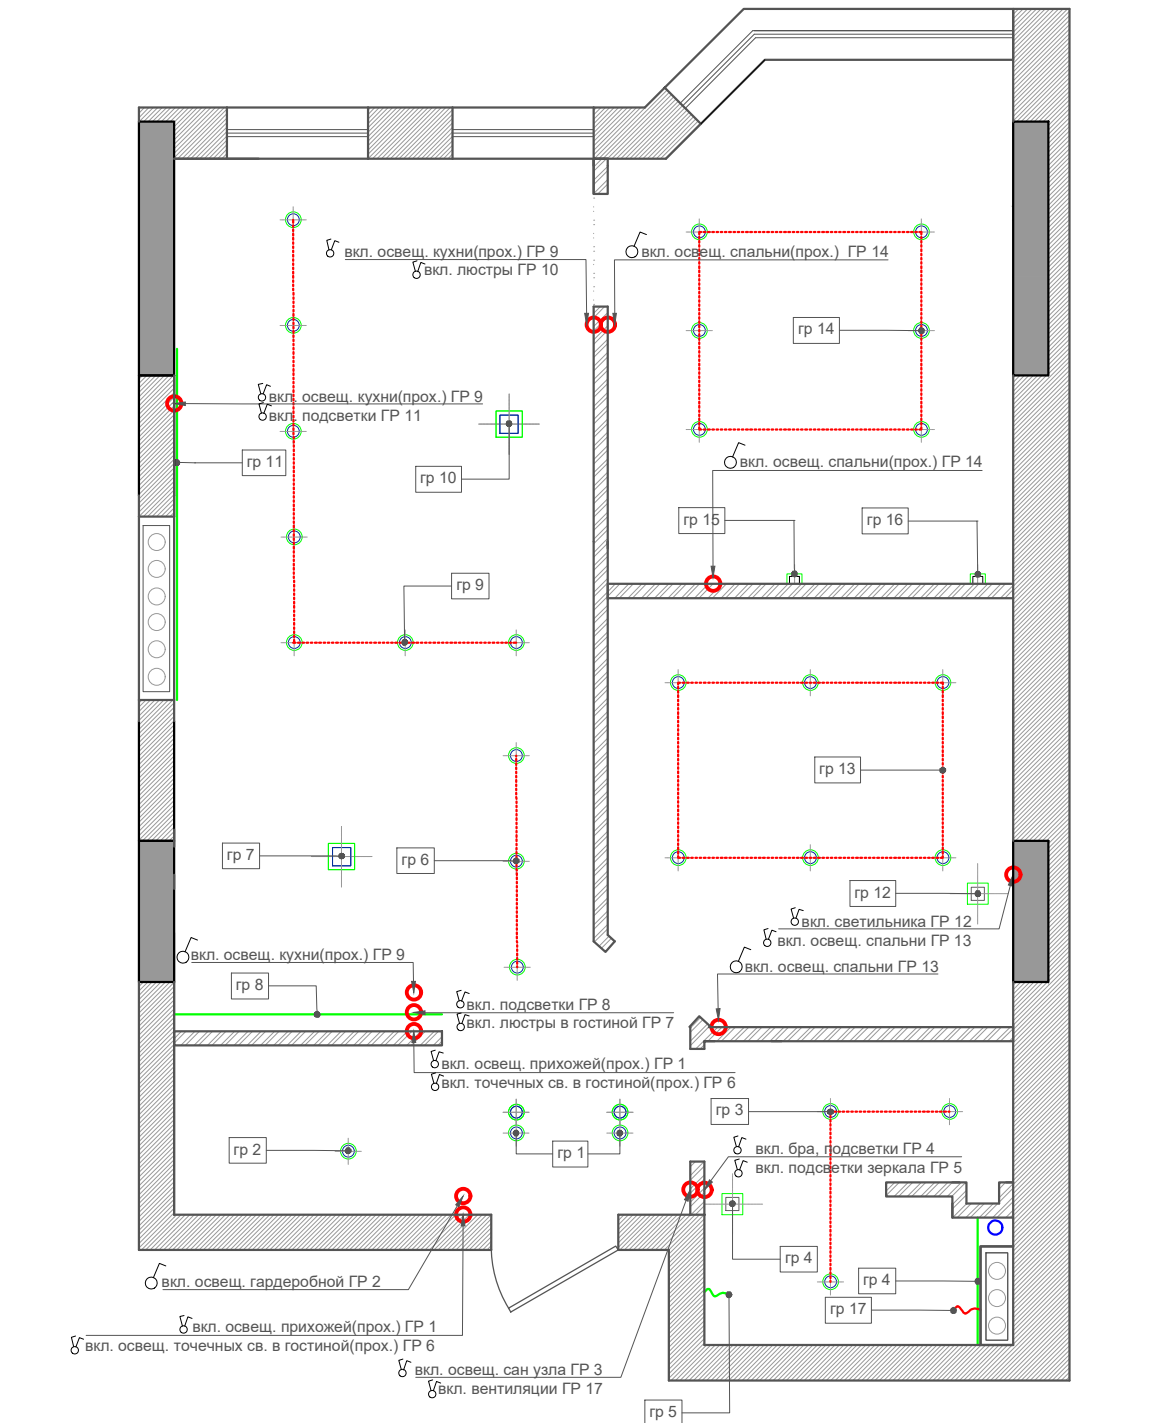 вкл. освещ. кухни(прох.) ГР 9
вкл. люстры ГР 10
вкл. освещ. спальни(прох.)  ГР 14
гр 14
вкл. освещ. кухни(прох.) ГР 9
вкл. подсветки ГР 11
гр 11
гр 10
вкл. освещ. спальни(прох.) ГР 14
гр 15
гр 16
гр 9
гр 13
гр 7
гр 6
гр 12
вкл. светильника ГР 12
вкл. освещ. спальни ГР 13
вкл. освещ. кухни(прох.) ГР 9
вкл. освещ. спальни ГР 13
гр 8
вкл. подсветки ГР 8
вкл. люстры в гостиной ГР 7
вкл. освещ. прихожей(прох.) ГР 1
вкл. точечных св. в гостиной(прох.) ГР 6
гр 3
гр 2
гр 1
вкл. бра, подсветки ГР 4
вкл. подсветки зеркала ГР 5
гр 4
гр 4
гр 17
вкл. освещ. гардеробной ГР 2
вкл. освещ. прихожей(прох.) ГР 1
вкл. освещ. точечных св. в гостиной(прох.) ГР 6
вкл. освещ. сан узла ГР 3
вкл. вентиляции ГР 17
гр 5